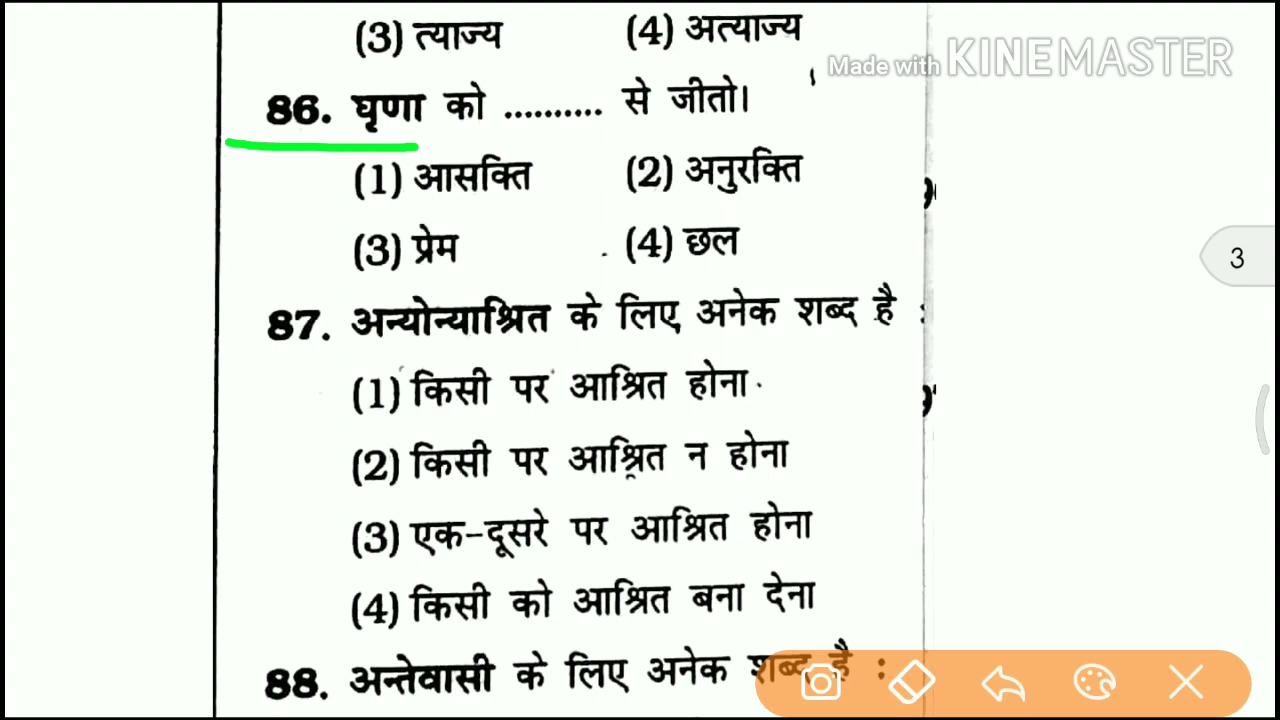 (3) त्याज्य (4) अत्याज्य
Made with KINEMASTER
86. घृणा को .......... से जीतो।
(1) आसक्ति (2) अनुरक्ति
(3) प्रेम (4) छल
3
87. अन्योन्याश्रित के लिए अनेक शब्द है :
(1) किसी पर आश्रित होना
(2) किसी पर आश्रित न होना
(3) एक-दूसरे पर आश्रित होना
(4) किसी को आश्रित बना देना
88. अन्तेवासी के लिए अनेक शब्द है :